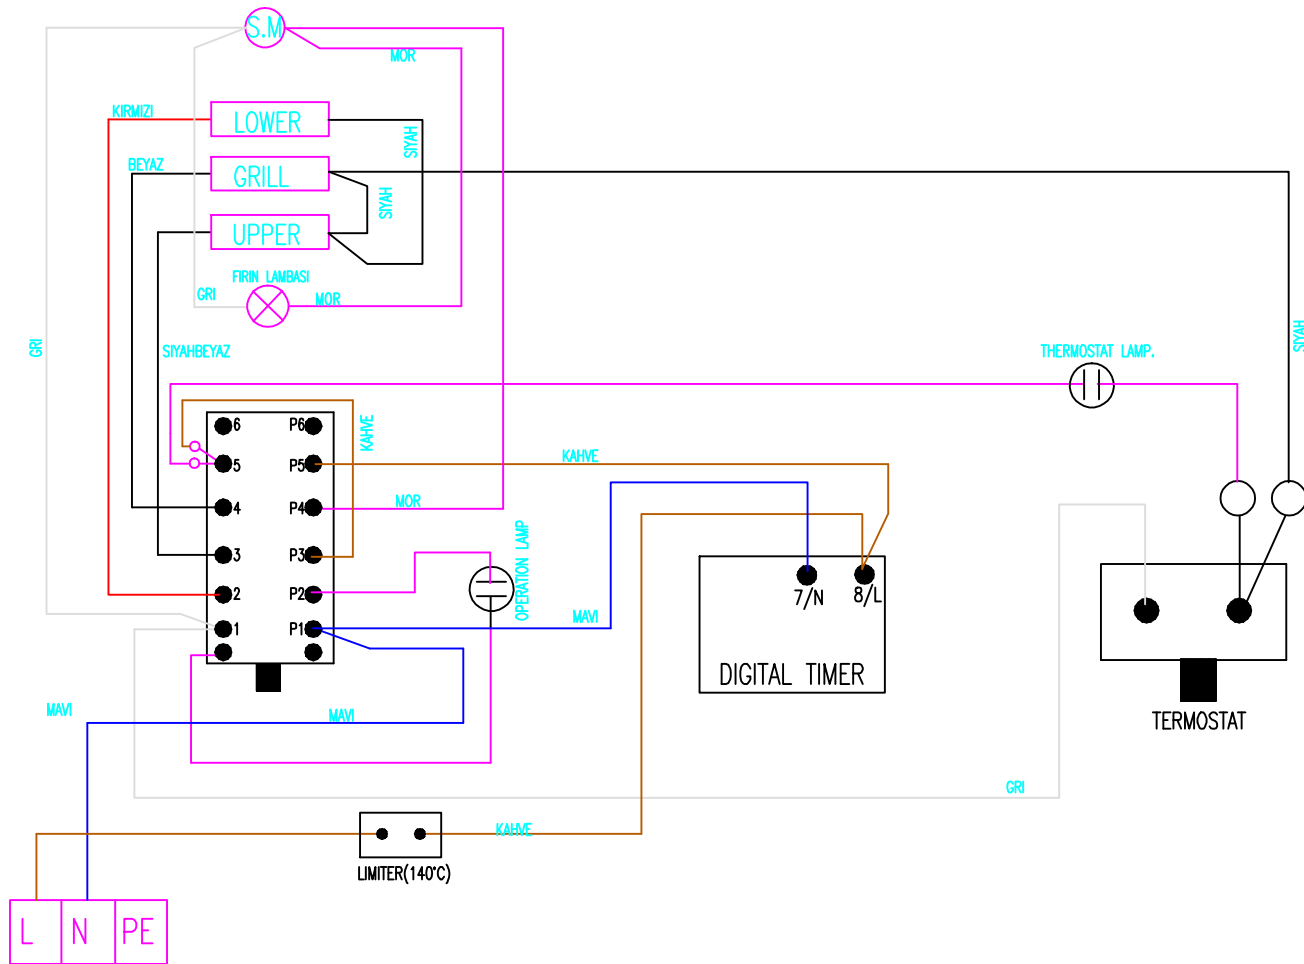 S.M
MOR
KIRMIZI
LOWER
SIYAH
BEYAZ
GRILL
SIYAH
UPPER
FIRIN LAMBASI
GRI
MOR
GRI
SIYAHBEYAZ
THERMOSTAT LAMP.
SIYAH
6 P6
KAHVE
5 P5
KAHVE
4 P4
MOR
3 P3
OPERATION LAMP
2 P2
7/N 8/L
1 P1
MAVI
DIGITAL TIMER
MAVI
MAVI
TERMOSTAT
GRI
KAHVE
LIMITER(140°C)
L N PE